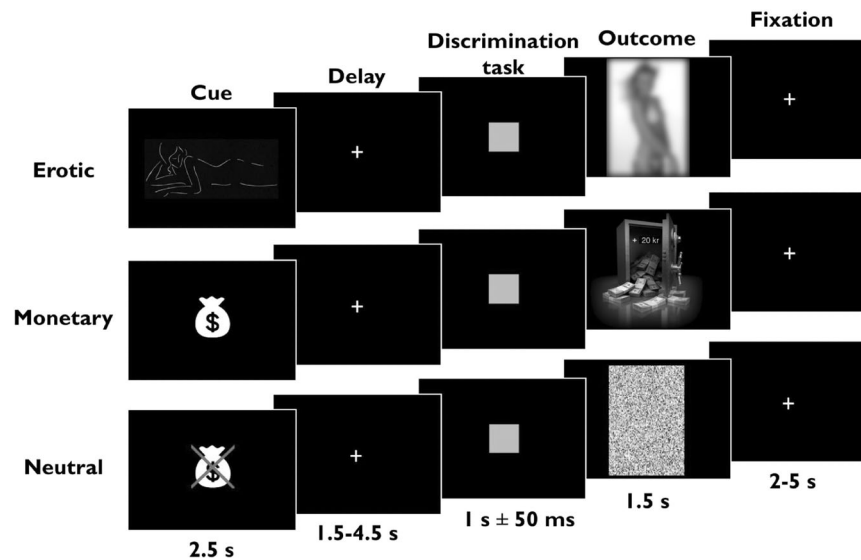 Fixation
Discrimination
task
Outcome
Delay
Cue
Erotic
+
+
+ 20 kr
Monetary
$
+
+
Neutral
$
+
+
2.5 s
1.5-4.5 s
1 s ± 50 ms
1.5 s
2-5 s